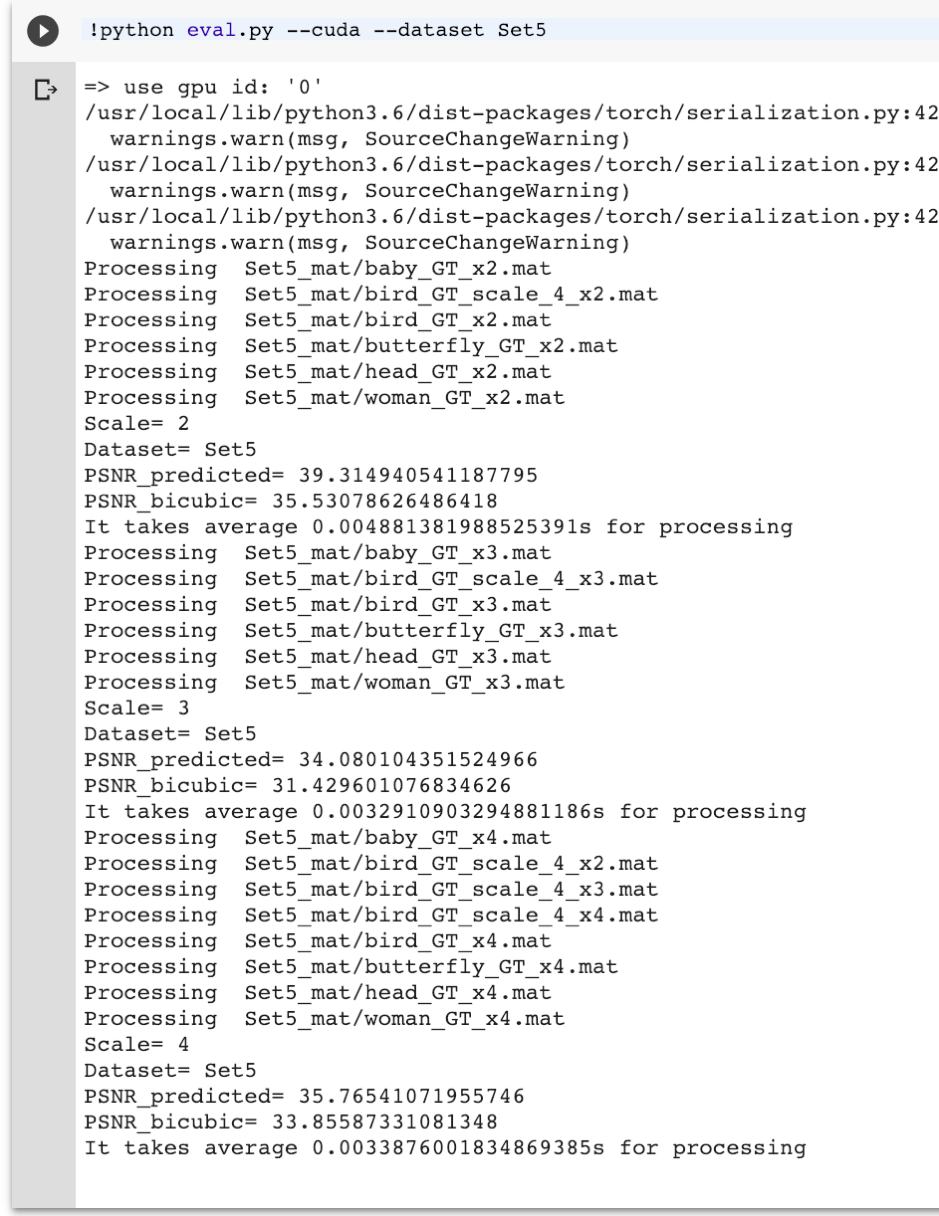 !python eval.py --cuda --dataset Set5
=> use gpu id: '0'
/usr/local/lib/python3.6/dist-packages/torch/serialization.py:42
  warnings.warn(msg, SourceChangeWarning)
/usr/local/lib/python3.6/dist-packages/torch/serialization.py:42
  warnings.warn(msg, SourceChangeWarning)
/usr/local/lib/python3.6/dist-packages/torch/serialization.py:42
  warnings.warn(msg, SourceChangeWarning)
Processing  Set5_mat/baby_GT_x2.mat
Processing  Set5_mat/bird_GT_scale_4_x2.mat
Processing  Set5_mat/bird_GT_x2.mat
Processing  Set5_mat/butterfly_GT_x2.mat
Processing  Set5_mat/head_GT_x2.mat
Processing  Set5_mat/woman_GT_x2.mat
Scale= 2
Dataset= Set5
PSNR_predicted= 39.314940541187795
PSNR_bicubic= 35.53078626486418
It takes average 0.004881381988525391s for processing
Processing  Set5_mat/baby_GT_x3.mat
Processing  Set5_mat/bird_GT_scale_4_x3.mat
Processing  Set5_mat/bird_GT_x3.mat
Processing  Set5_mat/butterfly_GT_x3.mat
Processing  Set5_mat/head_GT_x3.mat
Processing  Set5_mat/woman_GT_x3.mat
Scale= 3
Dataset= Set5
PSNR_predicted= 34.080104351524966
PSNR_bicubic= 31.429601076834626
It takes average 0.0032910903294881186s for processing
Processing  Set5_mat/baby_GT_x4.mat
Processing  Set5_mat/bird_GT_scale_4_x2.mat
Processing  Set5_mat/bird_GT_scale_4_x3.mat
Processing  Set5_mat/bird_GT_scale_4_x4.mat
Processing  Set5_mat/bird_GT_x4.mat
Processing  Set5_mat/butterfly_GT_x4.mat
Processing  Set5_mat/head_GT_x4.mat
Processing  Set5_mat/woman_GT_x4.mat
Scale= 4
Dataset= Set5
PSNR_predicted= 35.76541071955746
PSNR_bicubic= 33.85587331081348
It takes average 0.0033876001834869385s for processing